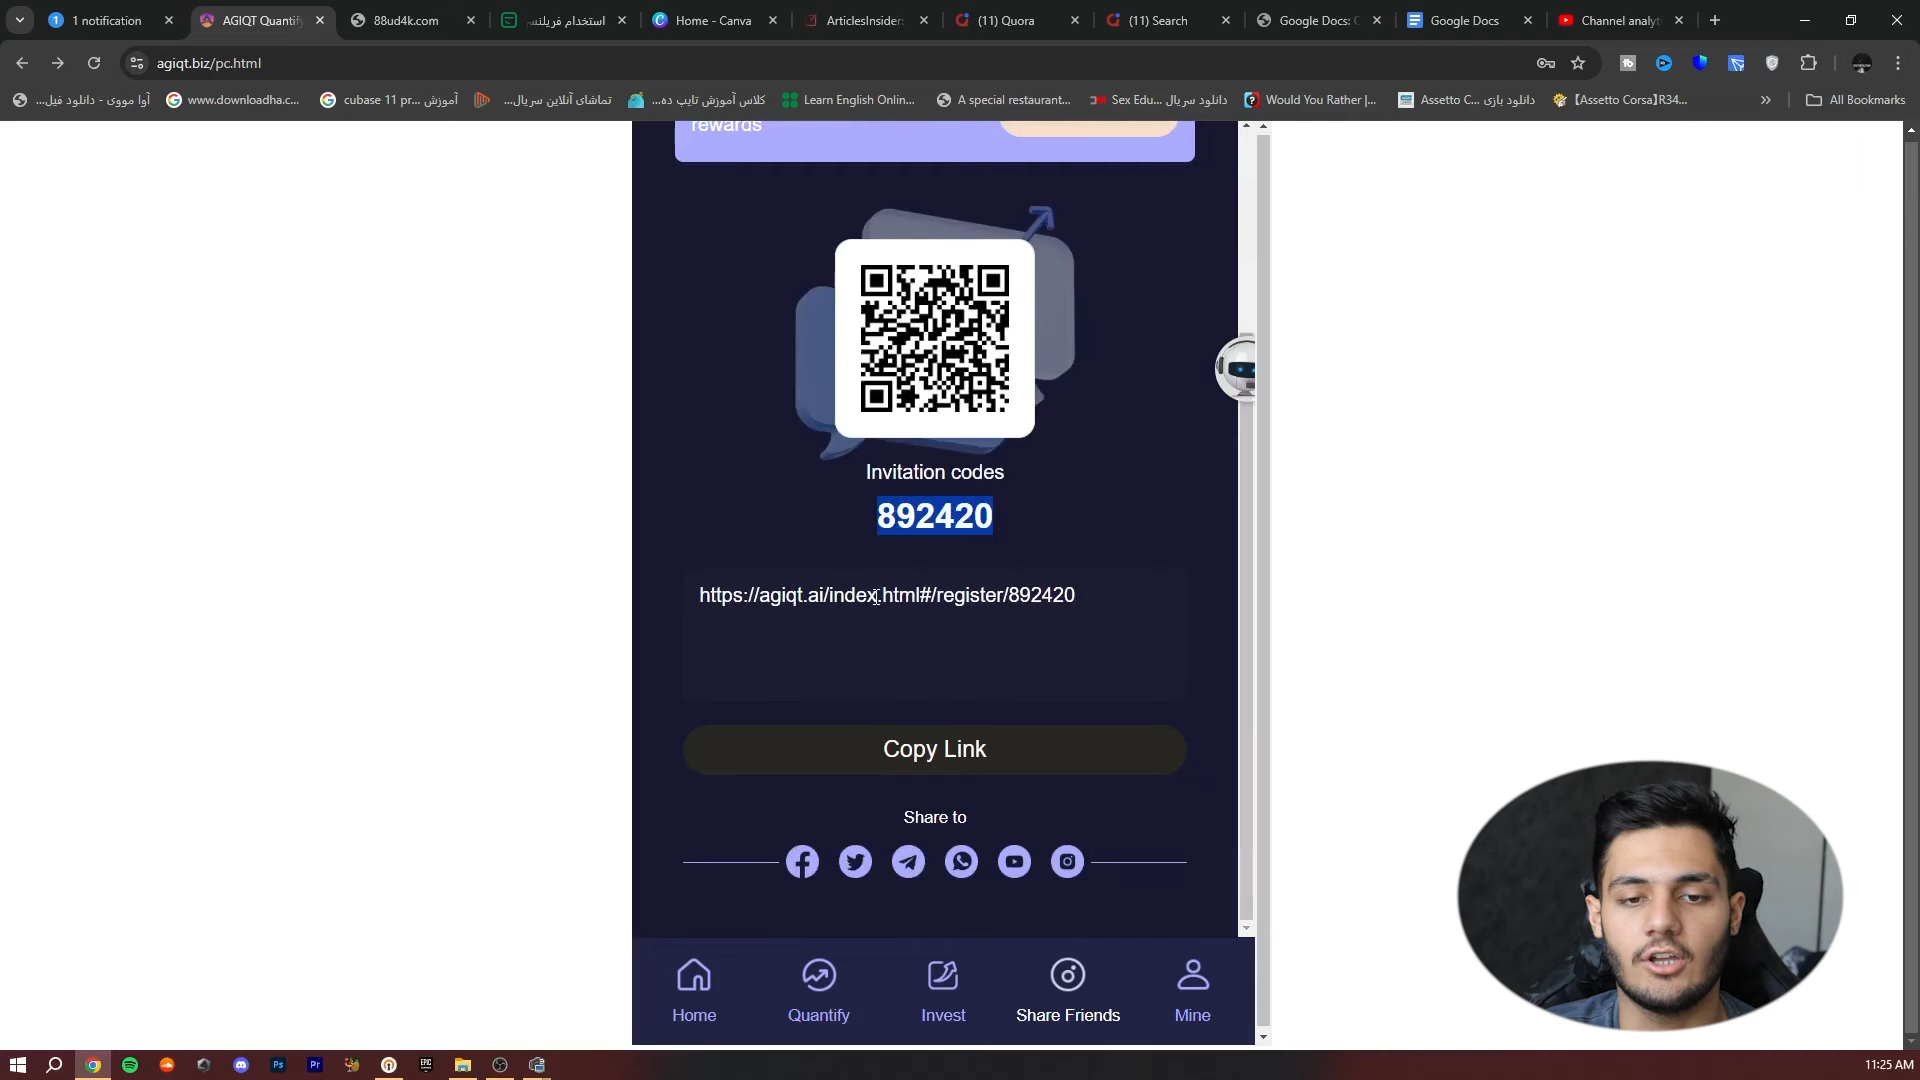 1 notification
AGIQT Quantify
88ud4k.com
استخدام فریلنسر
Home - Canva
ArticlesInsider:
(11) Quora
(11) Search
Google Docs: C
Google Docs
Channel analyt
agiqt.biz/pc.html
آوا مووی - دانلود فیل...
www.downloadha.c...
آموزش cubase 11 pr...
تماشای آنلاین سریال...
کلاس آموزش تایپ ده...
Learn English Onlin...
A special restaurant...
دانلود سریال Sex Edu...
Would You Rather |...
دانلود بازی Assetto C...
【Assetto Corsa】R34...
All Bookmarks
rewards
Invitation codes
892420
https://agiqt.ai/index.html#/register/892420
Copy Link
Share to
Home
Quantify
Invest
Share Friends
Mine
11:25 AM